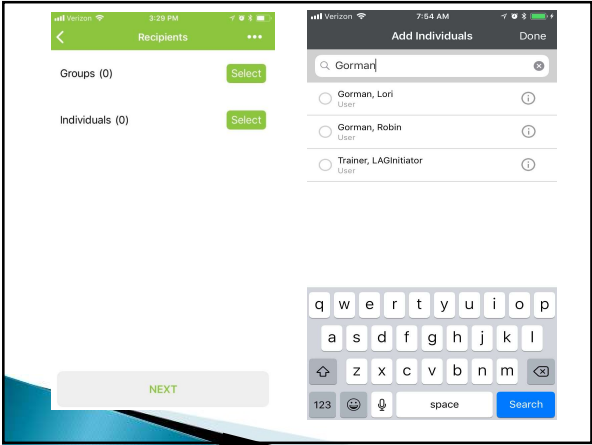 Verizon 3:29 PM
Recipients
Groups (0) Select
Individuals (0) Select
NEXT
Verizon 7:54 AM
Add Individuals Done
Gorman
Gorman, Lori
User
Gorman, Robin
User
Trainer, LAGInitiator
User
q w e r t y u i o p
a s d f g h j k l
z x c v b n m
123 space Search